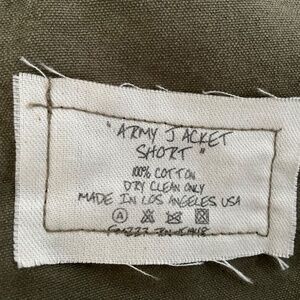 "ARMY JACKET
SHORT"
100% COTTON
DRY CLEAN ONLY
MADE IN LOS ANGELES USA
A